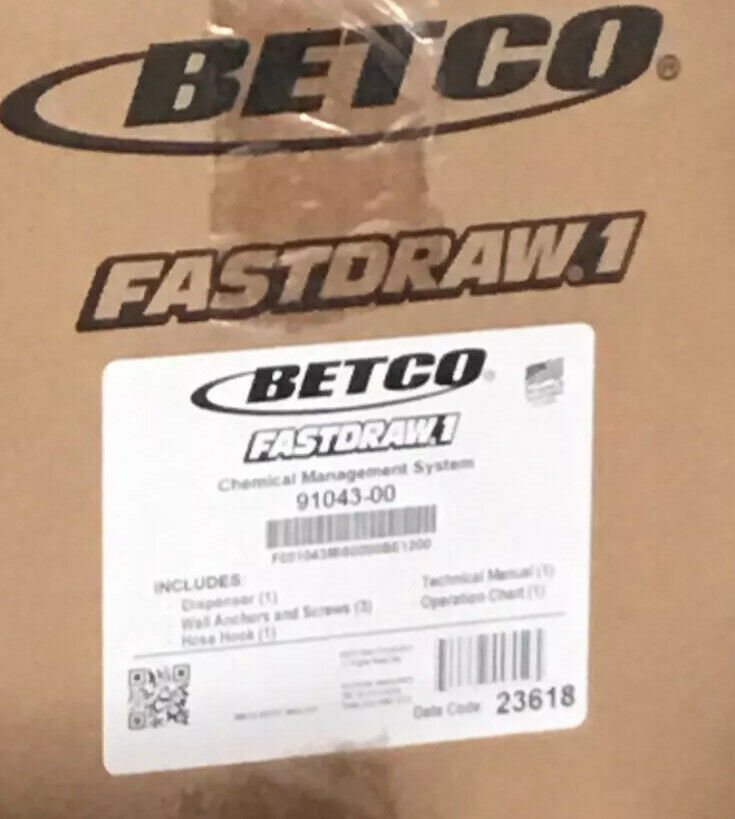 BETCO®
FASTDRAW.1
BETCO®
FASTDRAW.1
Chemical Management System
91043-00
INCLUDES:
Dispenser (1)
Wall Anchors and Screws (3)
Hose Hook (1)
Technical Manual (1)
Operation Chart (1)
Date Code: 23618